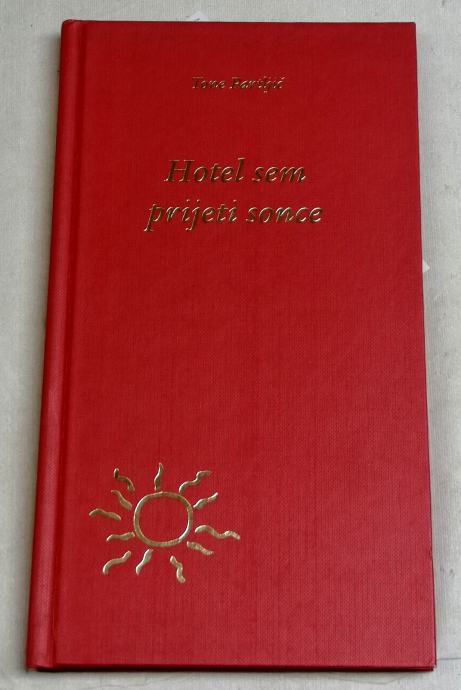 Tone Partljič
Hotel sem
prijeti sonce